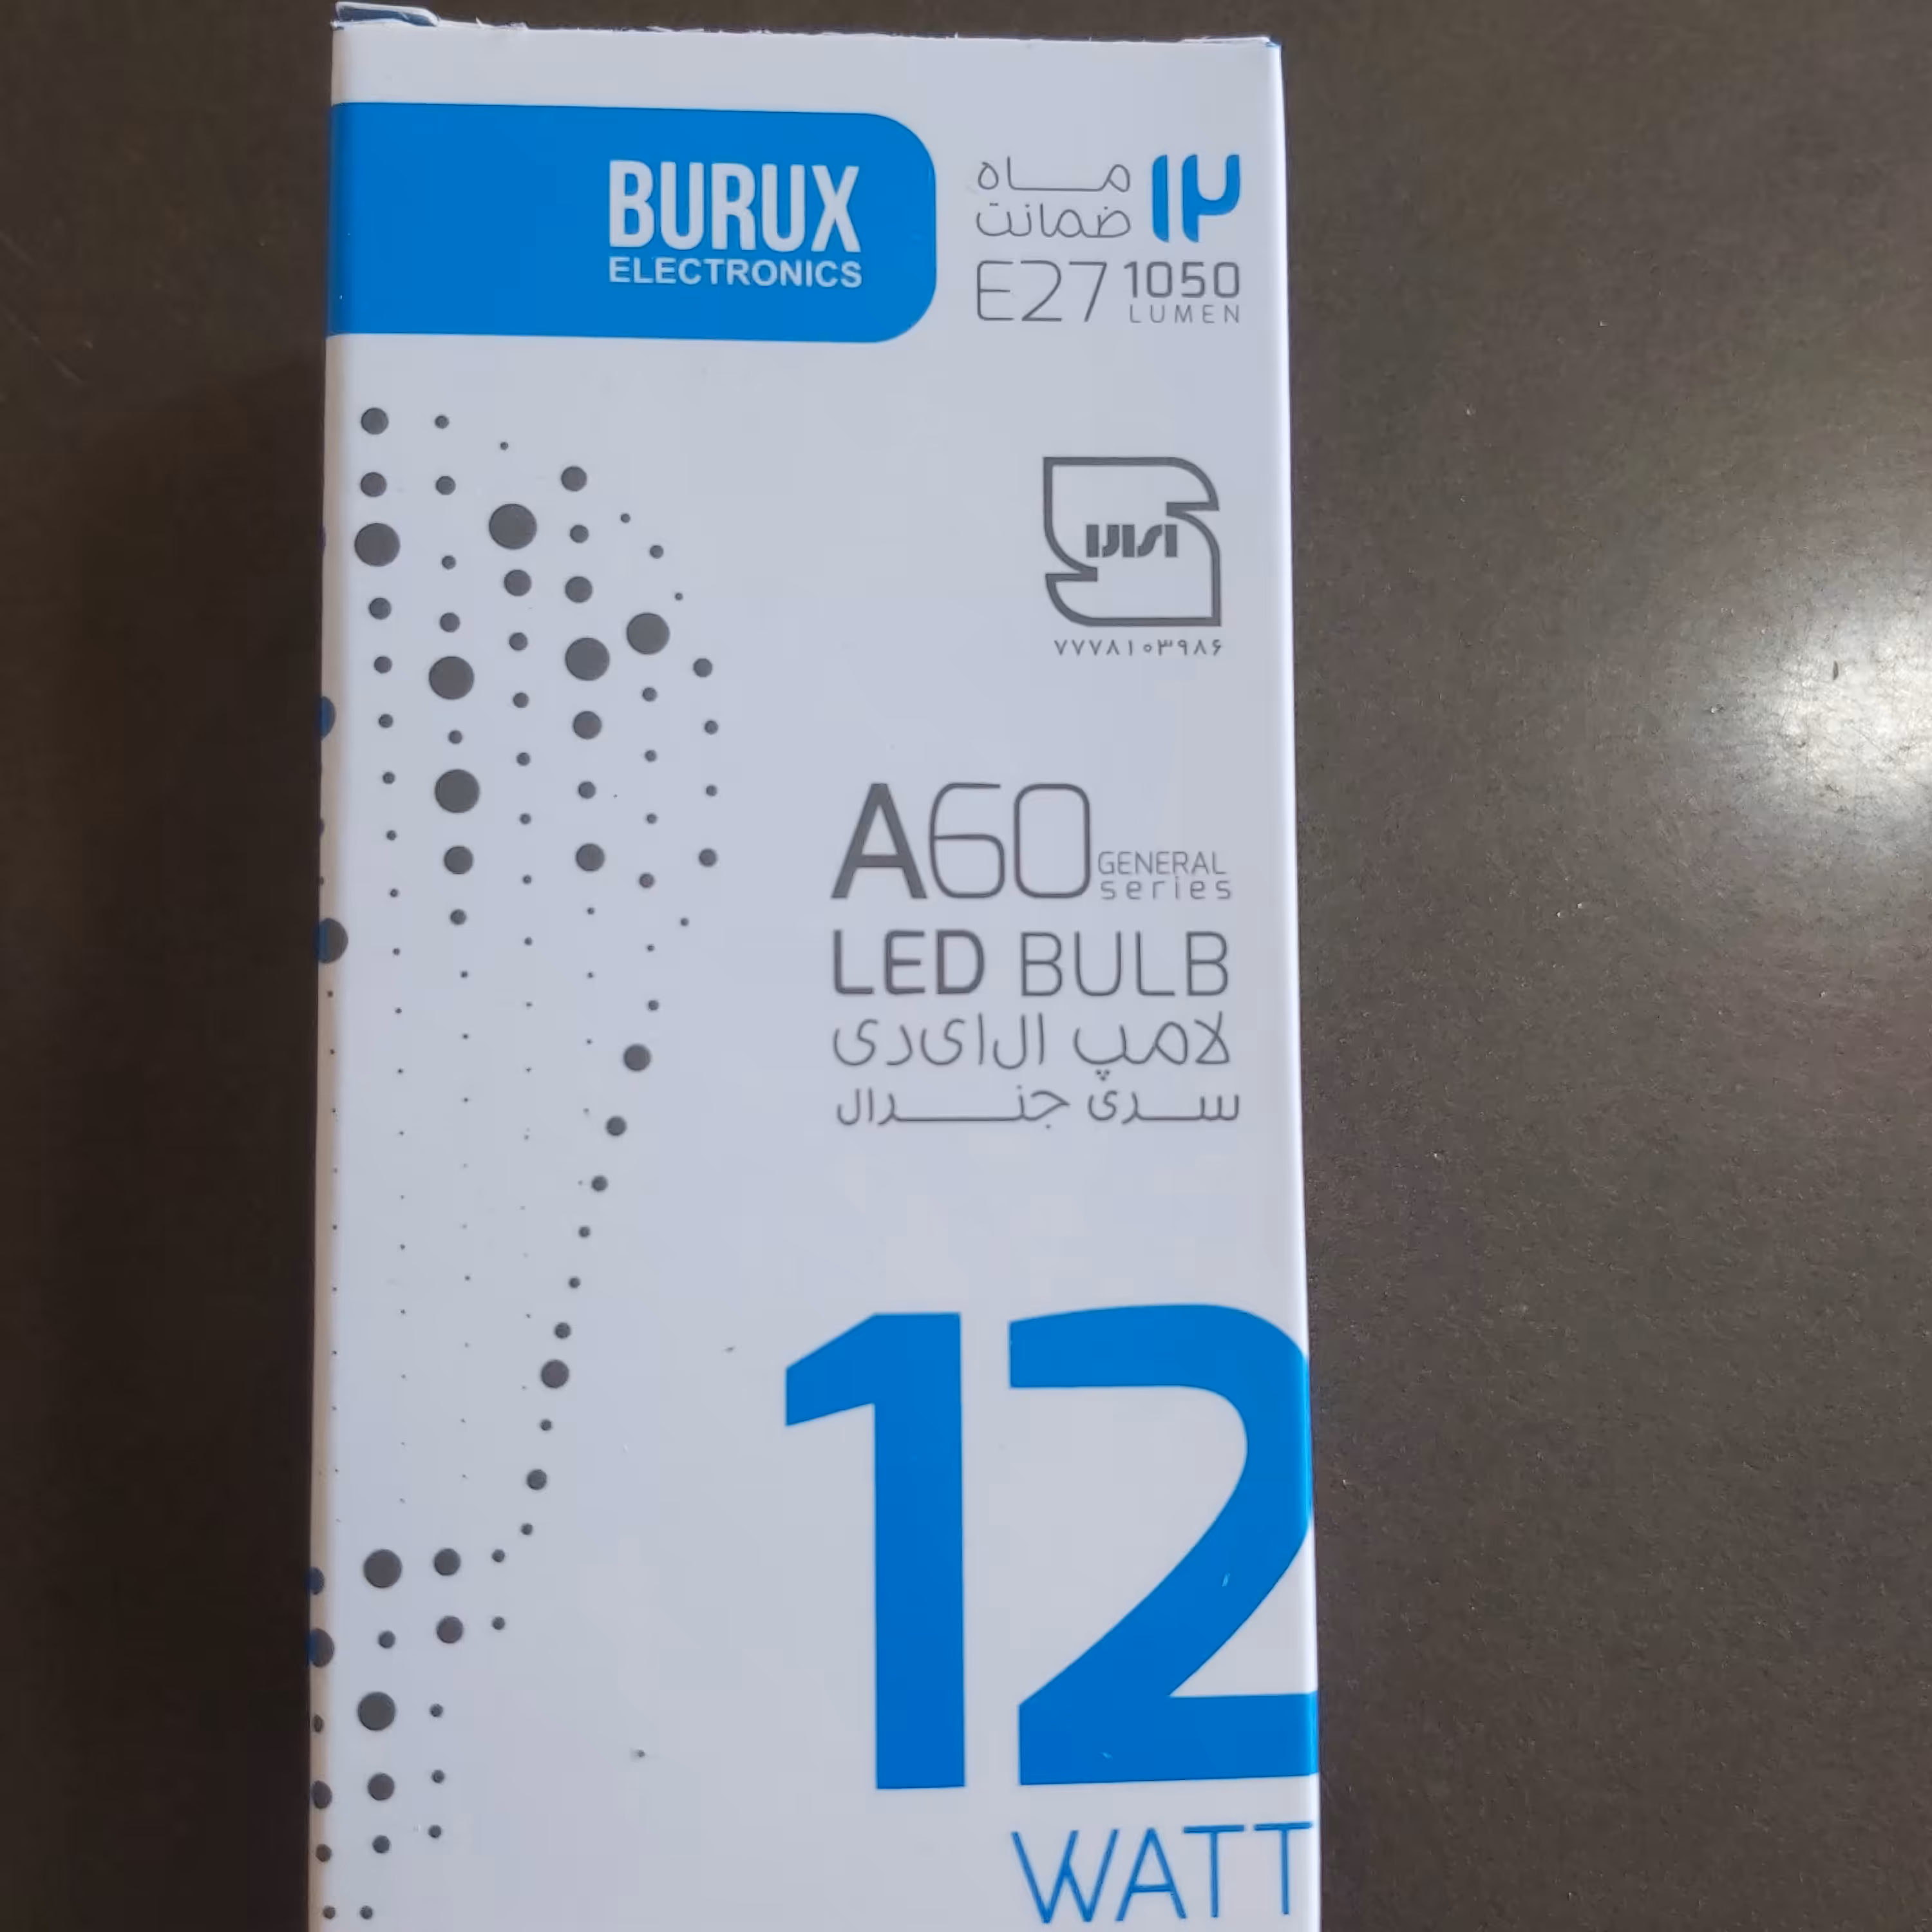 BURUX
ELECTRONICS
۱۲ ماه
ضمانت
E27 1050
LUMEN
ایران
۷۷۷۸۱۰۳۹۸۶
A60 GENERAL
series
LED BULB
لامپ ال‌ای‌دی
سری جنرال
12
WATT